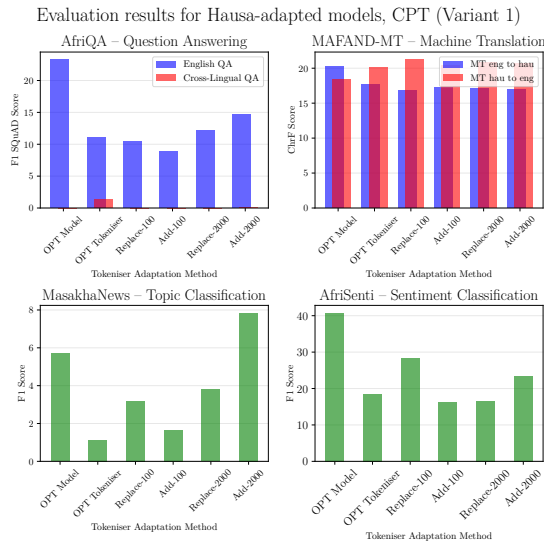 Evaluation results for Hausa-adapted models, CPT (Variant 1)
AfriQA – Question Answering
F1 SQuAD Score
20
15
10
5
0
English QA
Cross-Lingual QA
OPT Model
OPT Tokeniser
Replace-100
Add-100
Replace-2000
Add-2000
Tokeniser Adaptation Method
MAFAND-MT – Machine Translation
ChrF Score
20
15
10
5
0
MT eng to hau
MT hau to eng
OPT Model
OPT Tokeniser
Replace-100
Add-100
Replace-2000
Add-2000
Tokeniser Adaptation Method
MasakhaNews – Topic Classification
F1 Score
8
6
4
2
0
OPT Model
OPT Tokeniser
Replace-100
Add-100
Replace-2000
Add-2000
Tokeniser Adaptation Method
AfriSenti – Sentiment Classification
F1 Score
40
30
20
10
0
OPT Model
OPT Tokeniser
Replace-100
Add-100
Replace-2000
Add-2000
Tokeniser Adaptation Method